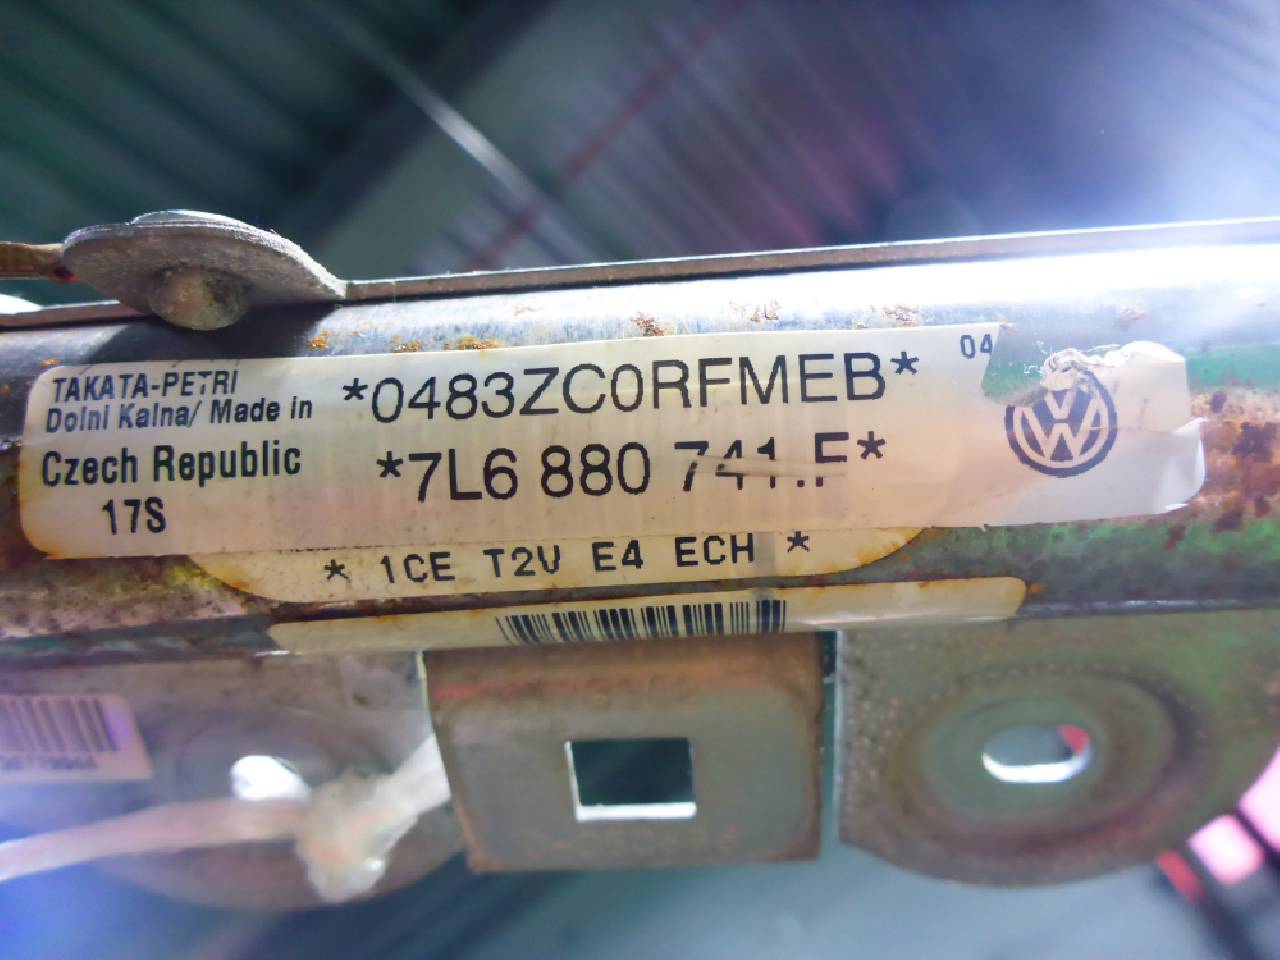 TAKATA-PETRI
Dolni Kalna/ Made in
Czech Republic
17S
*0483ZC0RFMEB*
*7L6 880 741.F*
04
* 1CE T2V E4 ECH *